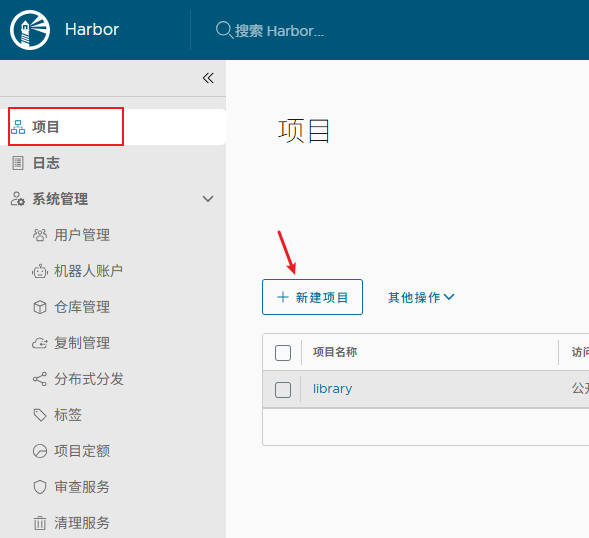 Harbor
搜索 Harbor...
项目
日志
系统管理
用户管理
机器人账户
仓库管理
复制管理
分布式分发
标签
项目定额
审查服务
清理服务
项目
新建项目
其他操作
项目名称
访问
library
公开